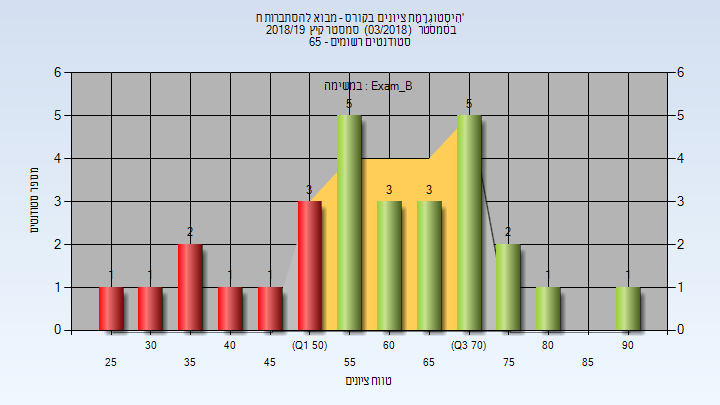 היסטוגרמת ציונים בקורס - מבוא להסתברות ח'
בסמסטר (03/2018) סמסטר קיץ 2018/19
סטודנטים רשומים - 65
במשימה : Exam_B
מספר סטודנטים
6 6
5 5
4 4
3 3
2 2
1 1
0 0
1 1 2 1 1 3 5 3 3 5 2 1 1
30 40 (Q1 50) 60 (Q3 70) 80 90
25 35 45 55 65 75 85
טווח ציונים